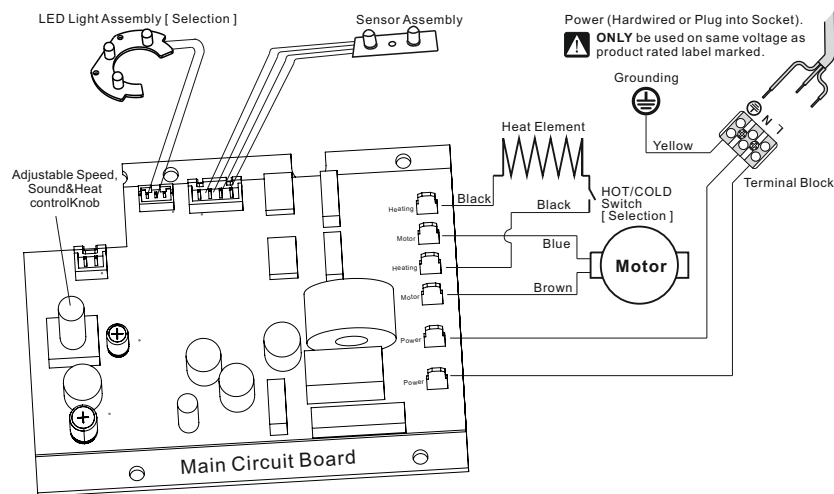 LED Light Assembly [ Selection ]
Sensor Assembly
Power (Hardwired or Plug into Socket).
ONLY be used on same voltage as
product rated label marked.
Grounding
L
N
Yellow
Terminal Block
Heat Element
HOT/COLD
Switch
[ Selection ]
Adjustable Speed,
Sound&Heat
controlKnob
Heating
Black
Black
Motor
Blue
Heating
Motor
Brown
Motor
Power
Power
Main Circuit Board